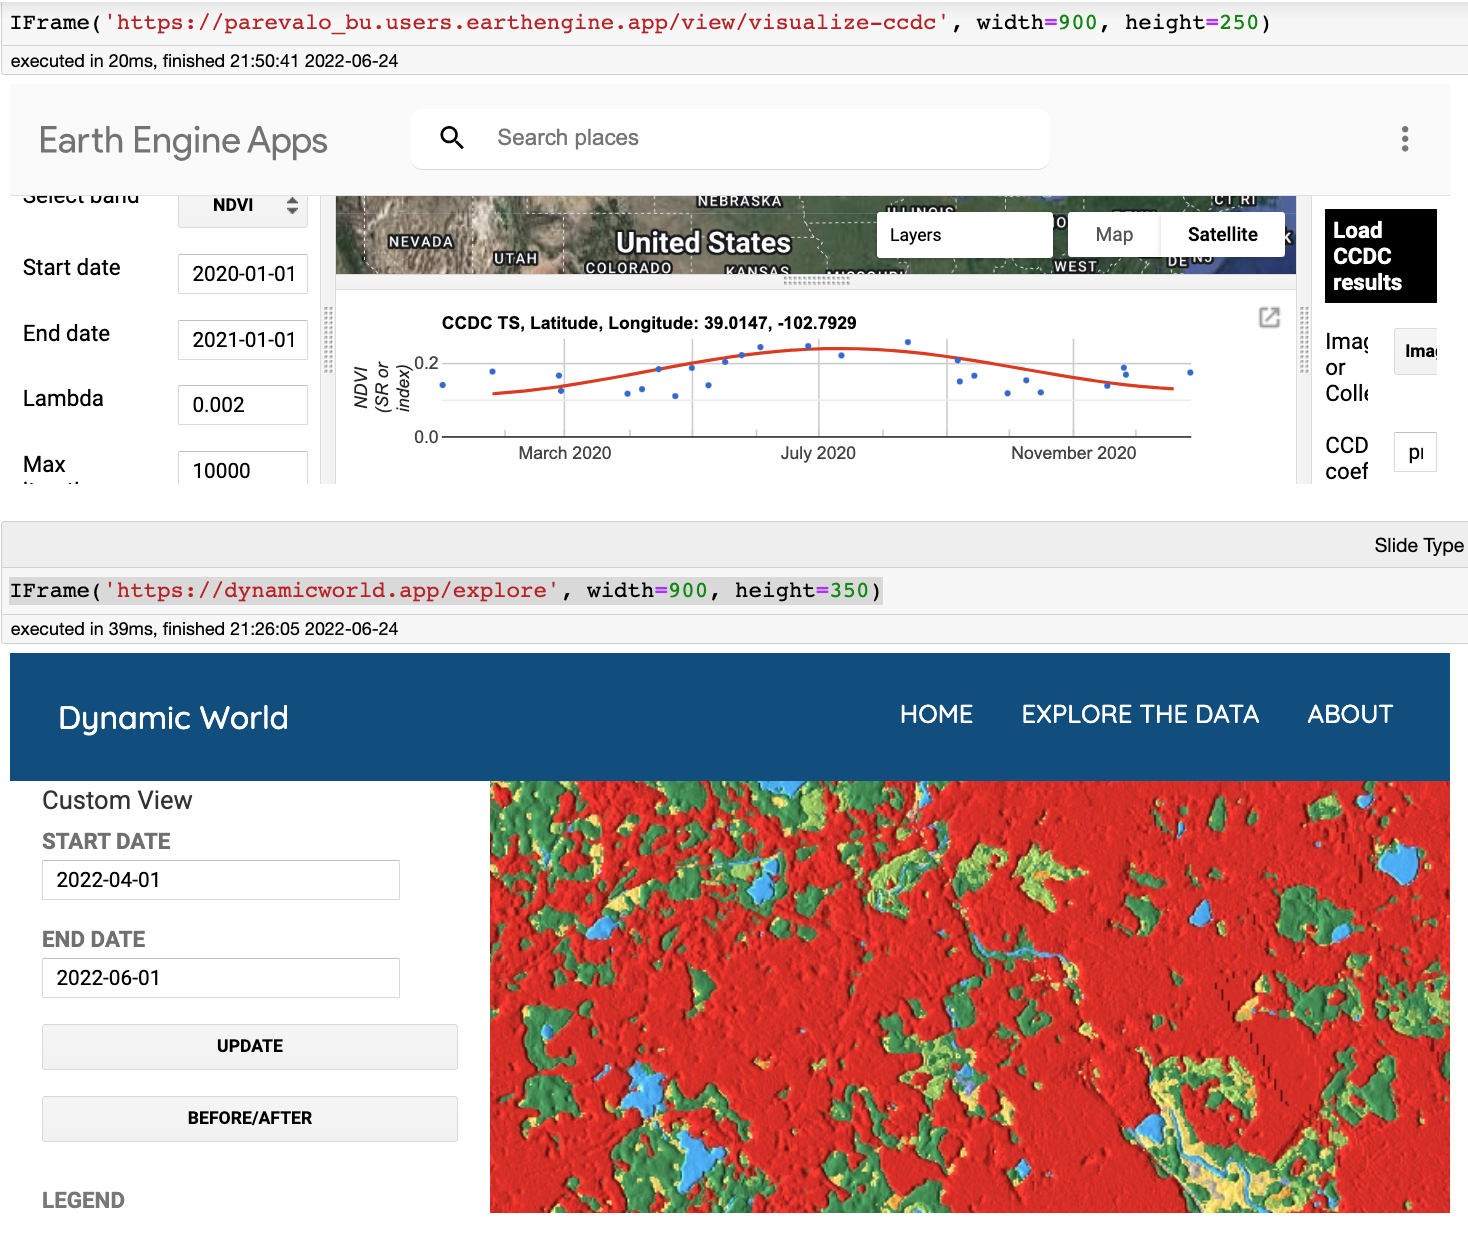 IFrame('https://parevalo_bu.users.earthengine.app/view/visualize-ccdc', width=900, height=250)
executed in 20ms, finished 21:50:41 2022-06-24
Earth Engine Apps
Search places
Select band
NDVI
Start date
2020-01-01
End date
2021-01-01
Lambda
0.002
Max
10000
NEBRASKA
ILLINOIS
CT RI
NEVADA
United States
UTAH
COLORADO
KANSAS
MISSOURI
WEST
DE NJ
Layers
Map
Satellite
CCDC TS, Latitude, Longitude: 39.0147, -102.7929
NDVI
(SR or
index)
0.2
0.0
March 2020
July 2020
November 2020
Load
CCDC
results
Imag
or
Colle
Imag
CCD
coef
pr
Slide Type
IFrame('https://dynamicworld.app/explore', width=900, height=350)
executed in 39ms, finished 21:26:05 2022-06-24
Dynamic World
HOME
EXPLORE THE DATA
ABOUT
Custom View
START DATE
2022-04-01
END DATE
2022-06-01
UPDATE
BEFORE/AFTER
LEGEND